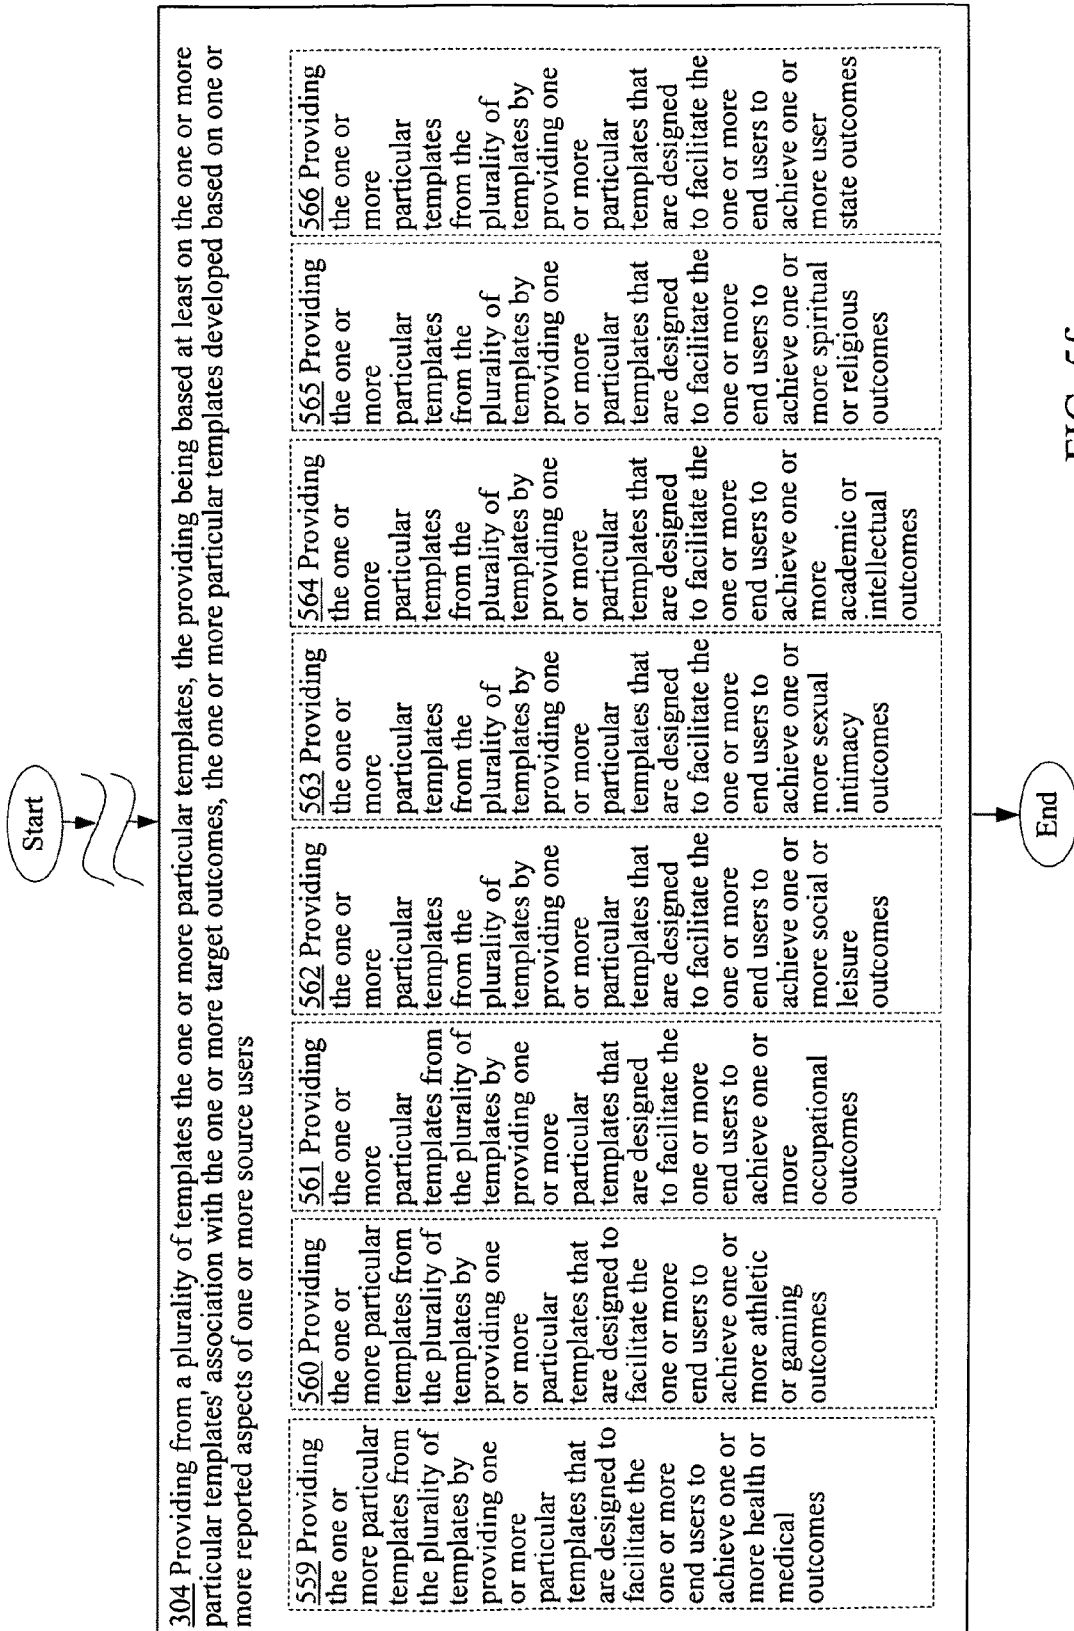 Start
304 Providing from a plurality of templates the one or more particular templates, the providing being based at least on the one or more
particular templates' association with the one or more target outcomes, the one or more particular templates developed based on one or
more reported aspects of one or more source users
559 Providing
the one or
more particular
templates from
the plurality of
templates by
providing one
or more
particular
templates that
are designed to
facilitate the
one or more
end users to
achieve one or
more health or
medical
outcomes
560 Providing
the one or
more particular
templates from
the plurality of
templates by
providing one
or more
particular
templates that
are designed to
facilitate the
one or more
end users to
achieve one or
more athletic
or gaming
outcomes
561 Providing
the one or
more
particular
templates from
the plurality of
templates by
providing one
or more
particular
templates that
are designed
to facilitate the
one or more
end users to
achieve one or
more
occupational
outcomes
562 Providing
the one or
more
particular
templates
from the
plurality of
templates by
providing one
or more
particular
templates that
are designed
to facilitate the
one or more
end users to
achieve one or
more social or
leisure
outcomes
563 Providing
the one or
more
particular
templates
from the
plurality of
templates by
providing one
or more
particular
templates that
are designed
to facilitate the
one or more
end users to
achieve one or
more sexual
intimacy
outcomes
564 Providing
the one or
more
particular
templates
from the
plurality of
templates by
providing one
or more
particular
templates that
are designed
to facilitate the
one or more
end users to
achieve one or
more
academic or
intellectual
outcomes
565 Providing
the one or
more
particular
templates
from the
plurality of
templates by
providing one
or more
particular
templates that
are designed
to facilitate the
one or more
end users to
achieve one or
more spiritual
or religious
outcomes
566 Providing
the one or
more
particular
templates
from the
plurality of
templates by
providing one
or more
particular
templates that
are designed
to facilitate the
one or more
end users to
achieve one or
more user
state outcomes
End
FIG. 5f